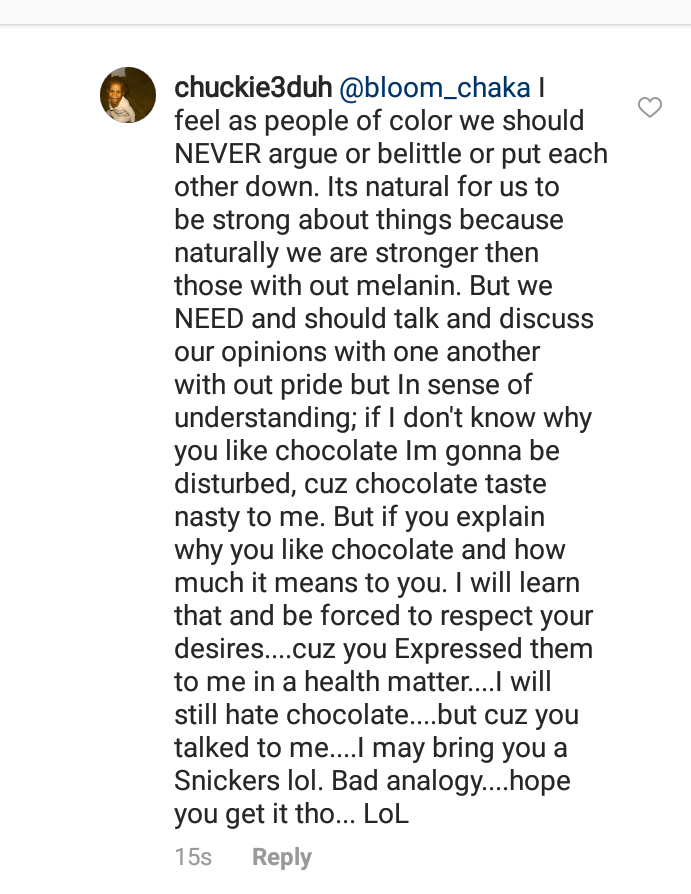 chuckie3duh @bloom_chaka I
feel as people of color we should
NEVER argue or belittle or put each
other down. Its natural for us to
be strong about things because
naturally we are stronger then
those with out melanin. But we
NEED and should talk and discuss
our opinions with one another
with out pride but In sense of
understanding; if I don't know why
you like chocolate Im gonna be
disturbed, cuz chocolate taste
nasty to me. But if you explain
why you like chocolate and how
much it means to you. I will learn
that and be forced to respect your
desires....cuz you Expressed them
to me in a health matter....I will
still hate chocolate....but cuz you
talked to me....I may bring you a
Snickers lol. Bad analogy....hope
you get it tho... LoL
15s Reply